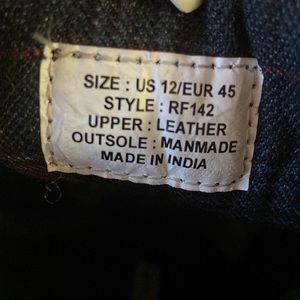 SIZE : US 12/EUR 45
STYLE : RF142
UPPER : LEATHER
OUTSOLE : MANMADE
MADE IN INDIA